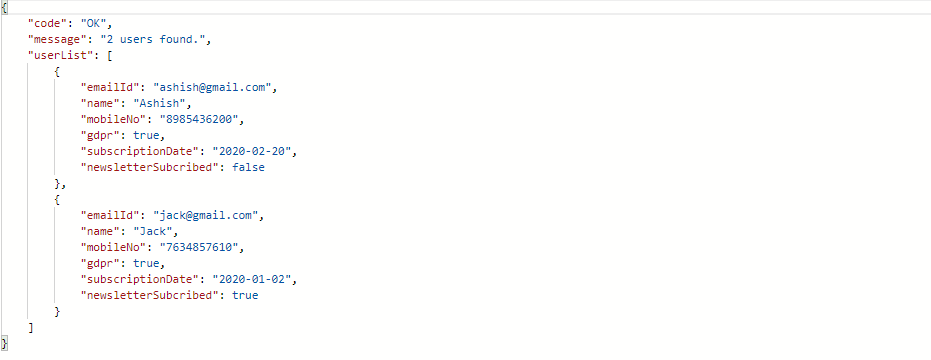 {
"code": "OK",
"message": "2 users found.",
"userList": [
{
"emailId": "ashish@gmail.com",
"name": "Ashish",
"mobileNo": "8985436200",
"gdpr": true,
"subscriptionDate": "2020-02-20",
"newsletterSubcribed": false
},
{
"emailId": "jack@gmail.com",
"name": "Jack",
"mobileNo": "7634857610",
"gdpr": true,
"subscriptionDate": "2020-01-02",
"newsletterSubcribed": true
}
]
}